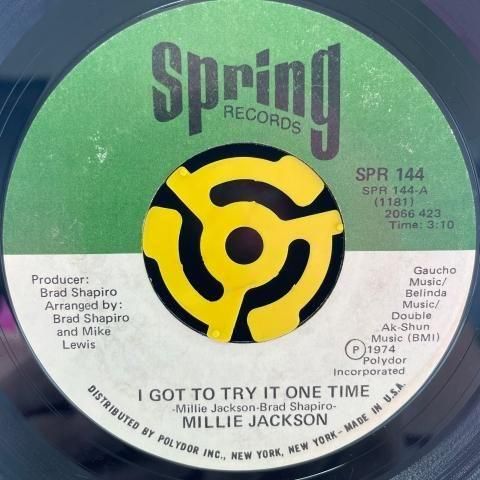 Spring
RECORDS
SPR 144
SPR 144-A
(1181)
2066 423
Time: 3:10
Producer:
Brad Shapiro
Arranged by:
Brad Shapiro
and Mike
Lewis
Gaucho
Music/
Belinda
Music/
Double
Ak-Shun
Music (BMI)
Ⓟ 1974
Polydor
Incorporated
I GOT TO TRY IT ONE TIME
-Millie Jackson-Brad Shapiro-
MILLIE JACKSON
DISTRIBUTED BY POLYDOR INC., NEW YORK, NEW YORK - MADE IN U.S.A.